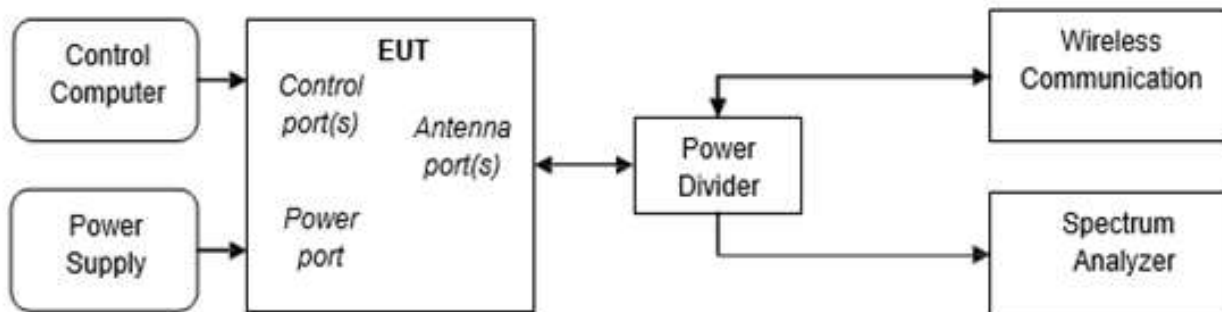 Control
Computer
Power
Supply
EUT
Control
port(s)
Antenna
port(s)
Power
port
Power
Divider
Wireless
Communication
Spectrum
Analyzer